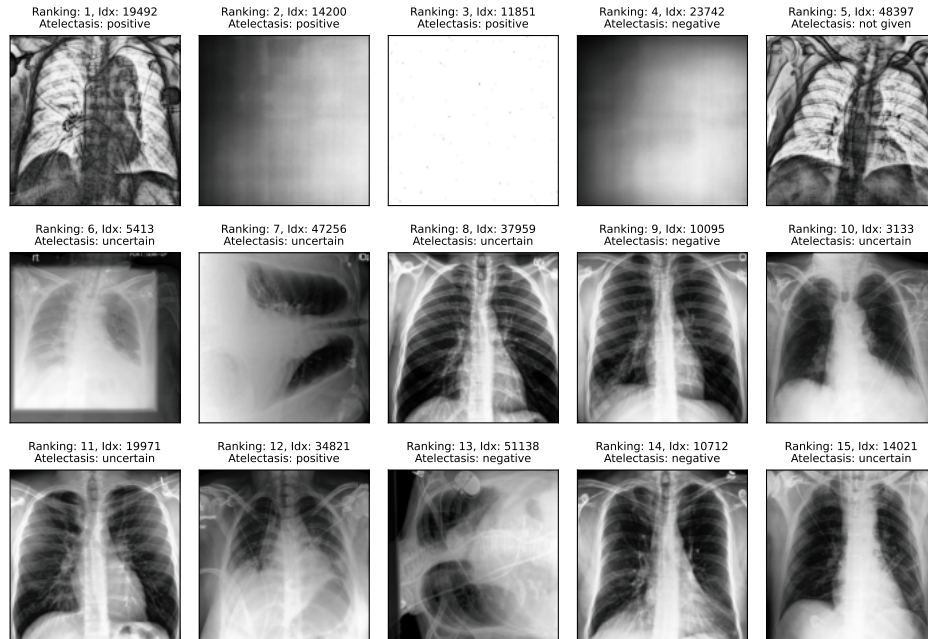 Ranking: 1, Idx: 19492
Atelectasis: positive
Ranking: 2, Idx: 14200
Atelectasis: positive
Ranking: 3, Idx: 11851
Atelectasis: positive
Ranking: 4, Idx: 23742
Atelectasis: negative
Ranking: 5, Idx: 48397
Atelectasis: not given
Ranking: 6, Idx: 5413
Atelectasis: uncertain
rt
Ranking: 7, Idx: 47256
Atelectasis: uncertain
Ranking: 8, Idx: 37959
Atelectasis: uncertain
Ranking: 9, Idx: 10095
Atelectasis: negative
Ranking: 10, Idx: 3133
Atelectasis: uncertain
Ranking: 11, Idx: 19971
Atelectasis: uncertain
Ranking: 12, Idx: 34821
Atelectasis: positive
Ranking: 13, Idx: 51138
Atelectasis: negative
Ranking: 14, Idx: 10712
Atelectasis: negative
Ranking: 15, Idx: 14021
Atelectasis: uncertain